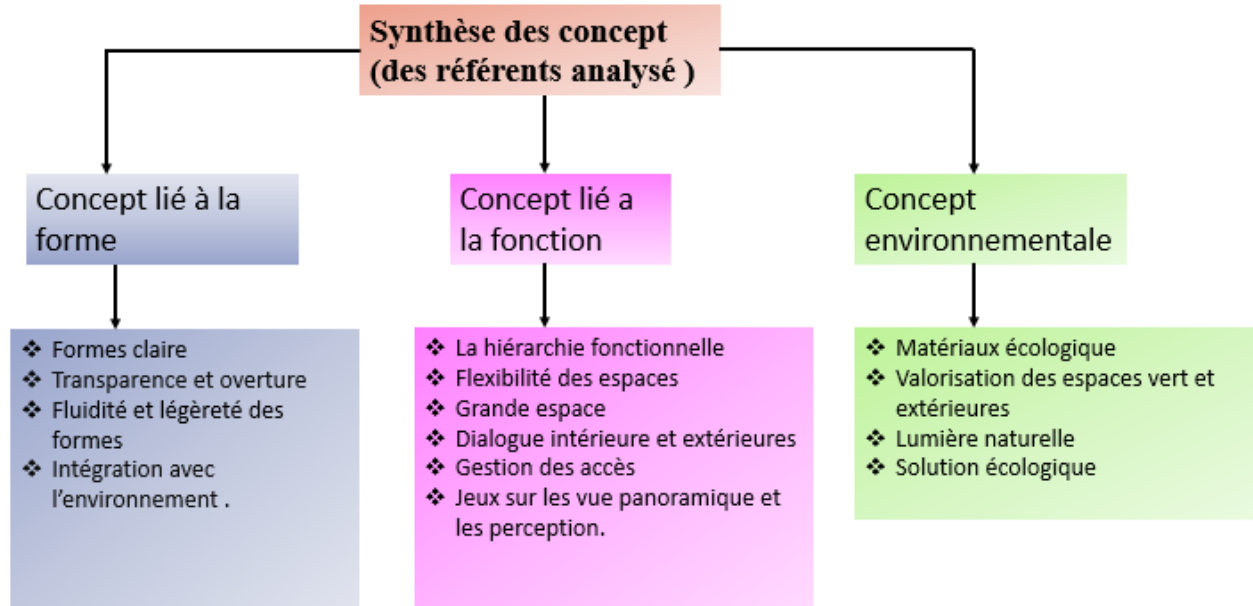 Synthèse des concept
(des référents analysé )
Concept lié à la
forme
Concept lié a
la fonction
Concept
environnementale
❖ Formes claire
❖ Transparence et overture
❖ Fluidité et légèreté des
formes
❖ Intégration avec
l’environnement .
❖ La hiérarchie fonctionnelle
❖ Flexibilité des espaces
❖ Grande espace
❖ Dialogue intérieure et extérieures
❖ Gestion des accès
❖ Jeux sur les vue panoramique et
les perception.
❖ Matériaux écologique
❖ Valorisation des espaces vert et
extérieures
❖ Lumière naturelle
❖ Solution écologique